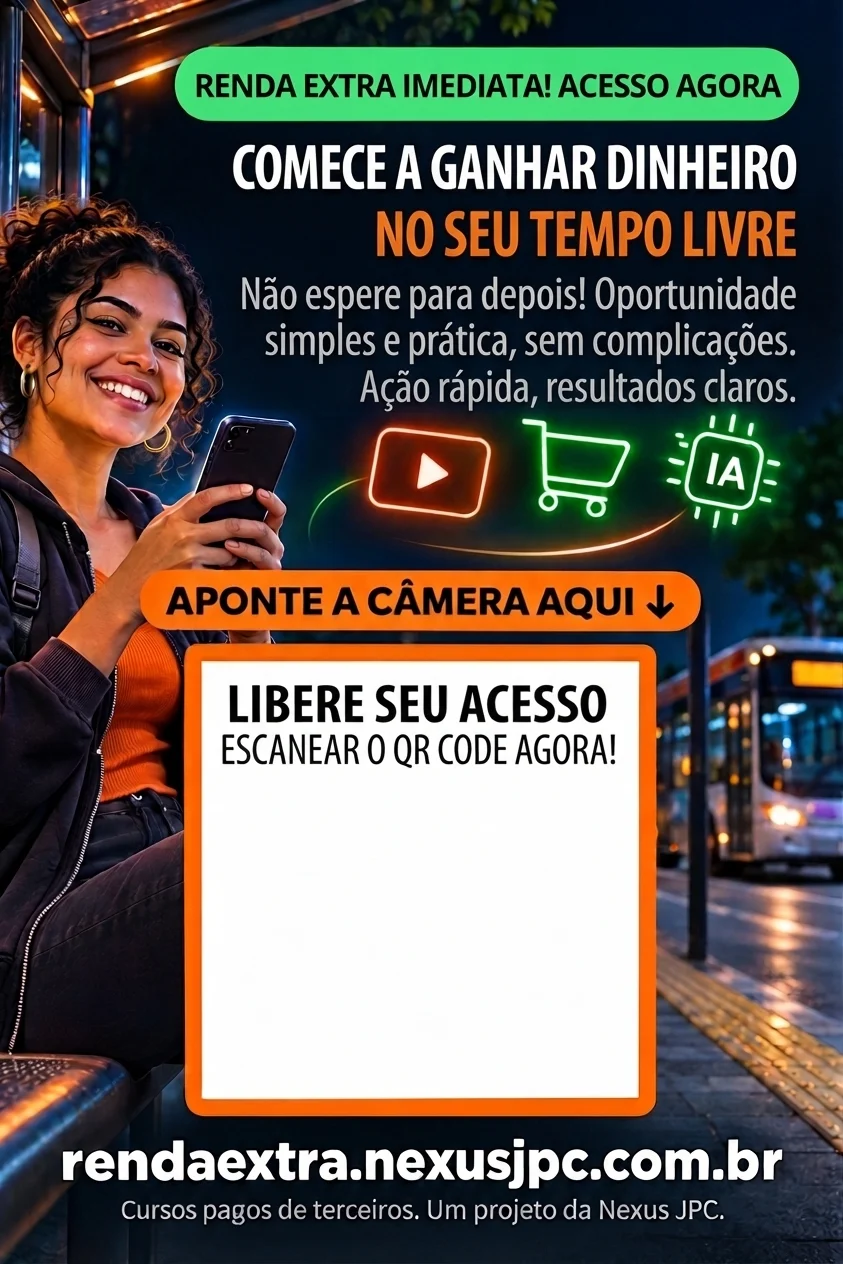 RENDA EXTRA IMEDIATA! ACESSO AGORA
COMECE A GANHAR DINHEIRO
NO SEU TEMPO LIVRE
Não espere para depois! Oportunidade
simples e prática, sem complicações.
Ação rápida, resultados claros.
IA
APONTE A CÂMERA AQUI ↓
LIBERE SEU ACESSO
ESCANEAR O QR CODE AGORA!
rendaextra.nexusjpc.com.br
Cursos pagos de terceiros. Um projeto da Nexus JPC.